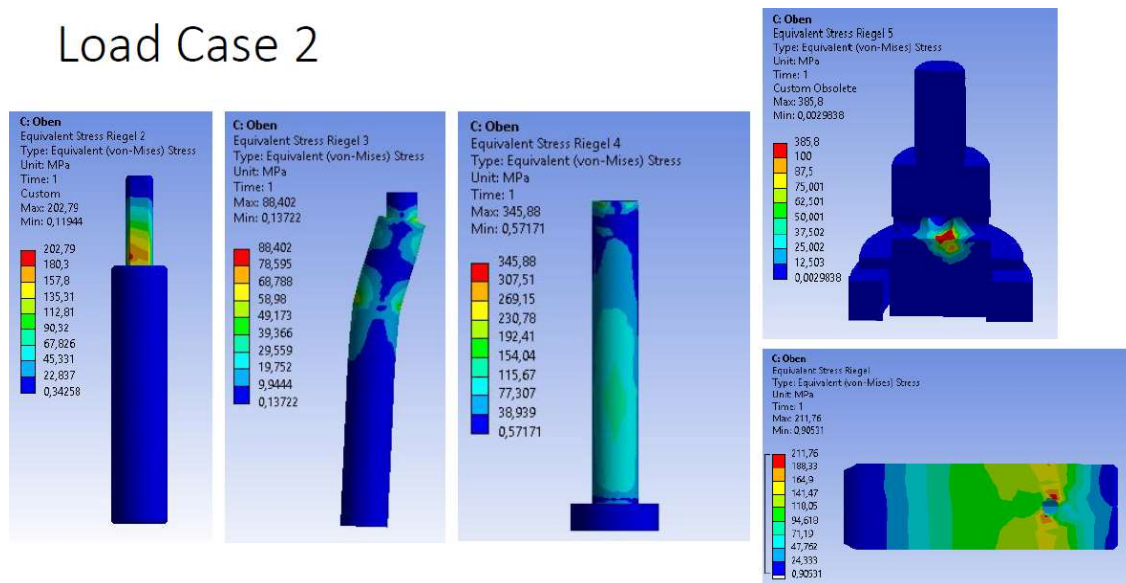 Load Case 2
C: Oben
Equivalent Stress Riegel 2
Type: Equivalent (von-Mises) Stress
Unit: MPa
Time: 1
Custom
Max: 202,79
Min: 0,11944
202,79
180,3
157,8
135,31
112,81
90,32
67,826
45,331
22,837
0,34258
C: Oben
Equivalent Stress Riegel 3
Type: Equivalent (von-Mises) Stress
Unit: MPa
Time: 1
Max: 88,402
Min: 0,13722
88,402
78,595
68,788
58,98
49,173
39,366
29,559
19,752
9,9444
0,13722
C: Oben
Equivalent Stress Riegel 4
Type: Equivalent (von-Mises) Stress
Unit: MPa
Time: 1
Max: 345,88
Min: 0,57171
345,88
307,51
269,15
230,78
192,41
154,04
115,67
77,307
38,939
0,57171
C: Oben
Equivalent Stress Riegel 5
Type: Equivalent (von-Mises) Stress
Unit: MPa
Time: 1
Custom Obsolete
Max: 385,8
Min: 0,0029838
385,8
100
87,5
75,001
62,501
50,001
37,502
25,002
12,503
0,0029838
C: Oben
Equivalent Stress Riegel
Type: Equivalent (von-Mises) Stress
Unit: MPa
Time: 1
Max: 211,76
Min: 0,90531
211,76
188,33
164,9
141,47
118,05
94,618
71,19
47,762
24,333
0,90531